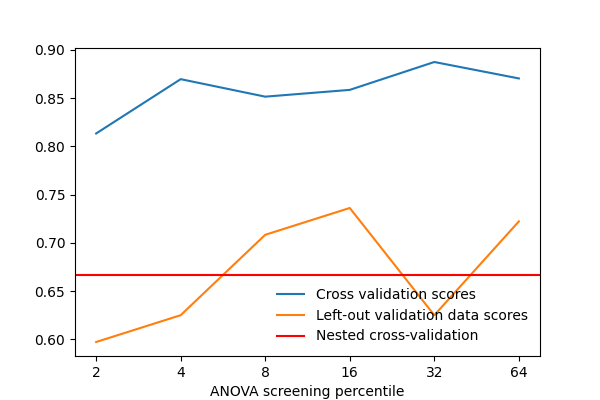 0.90
0.85
0.80
0.75
0.70
0.65
0.60
Cross validation scores
Left-out validation data scores
Nested cross-validation
2 4 8 16 32 64
ANOVA screening percentile